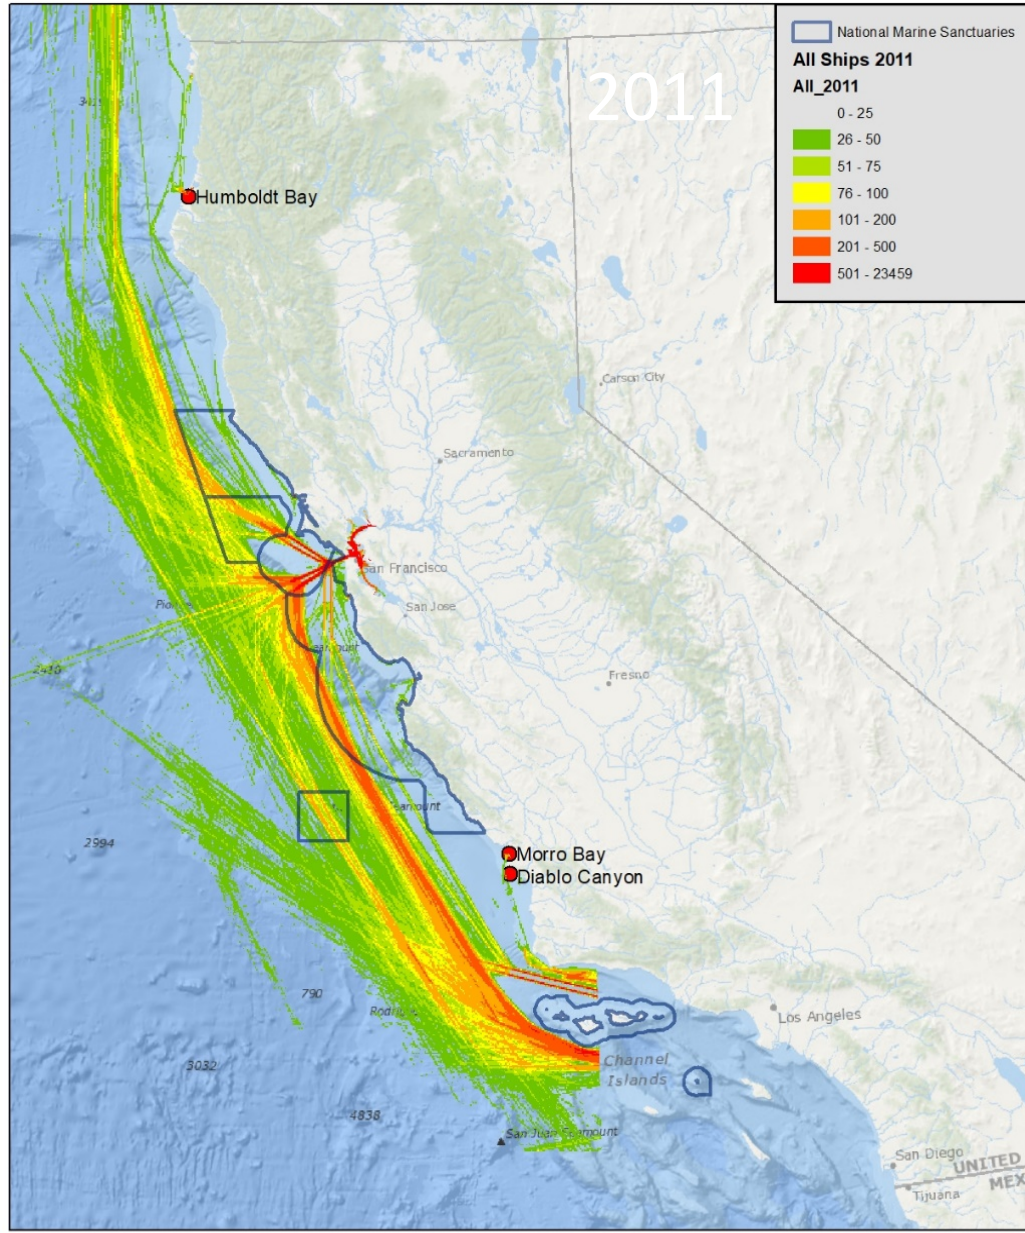 2011
National Marine Sanctuaries
All Ships 2011
All_2011
0 - 25
26 - 50
51 - 75
76 - 100
101 - 200
201 - 500
501 - 23459
Humboldt Bay
Carson City
Sacramento
San Francisco
San Jose
2410
Fresno
2994
Morro Bay
Diablo Canyon
790
Los Angeles
3032
Channel
Islands
4838
San Juan Seamount
San Diego
UNITED
MEX
Tijuana